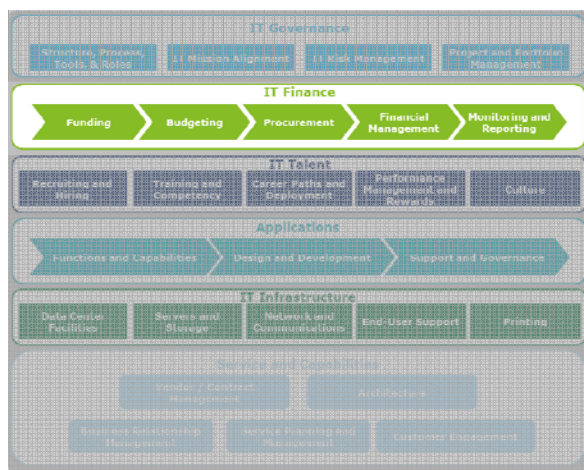 IT Governance
Structure, Process, Tools, & Roles
IT Mission Alignment
IT Risk Management
Project and Portfolio Management
IT Finance
Funding
Budgeting
Procurement
Financial Management
Monitoring and Reporting
IT Talent
Recruiting and Hiring
Training and Competency
Career Paths and Deployment
Performance Management and Rewards
Culture
Applications
Functions and Capabilities
Design and Development
Support and Governance
IT Infrastructure
Data Center Facilities
Servers and Storage
Network and Communications
End-User Support
Printing
Service and Capabilities
Vendor / Contract Management
Architecture
Business Relationship Management
Service Planning and Management
Customer Engagement